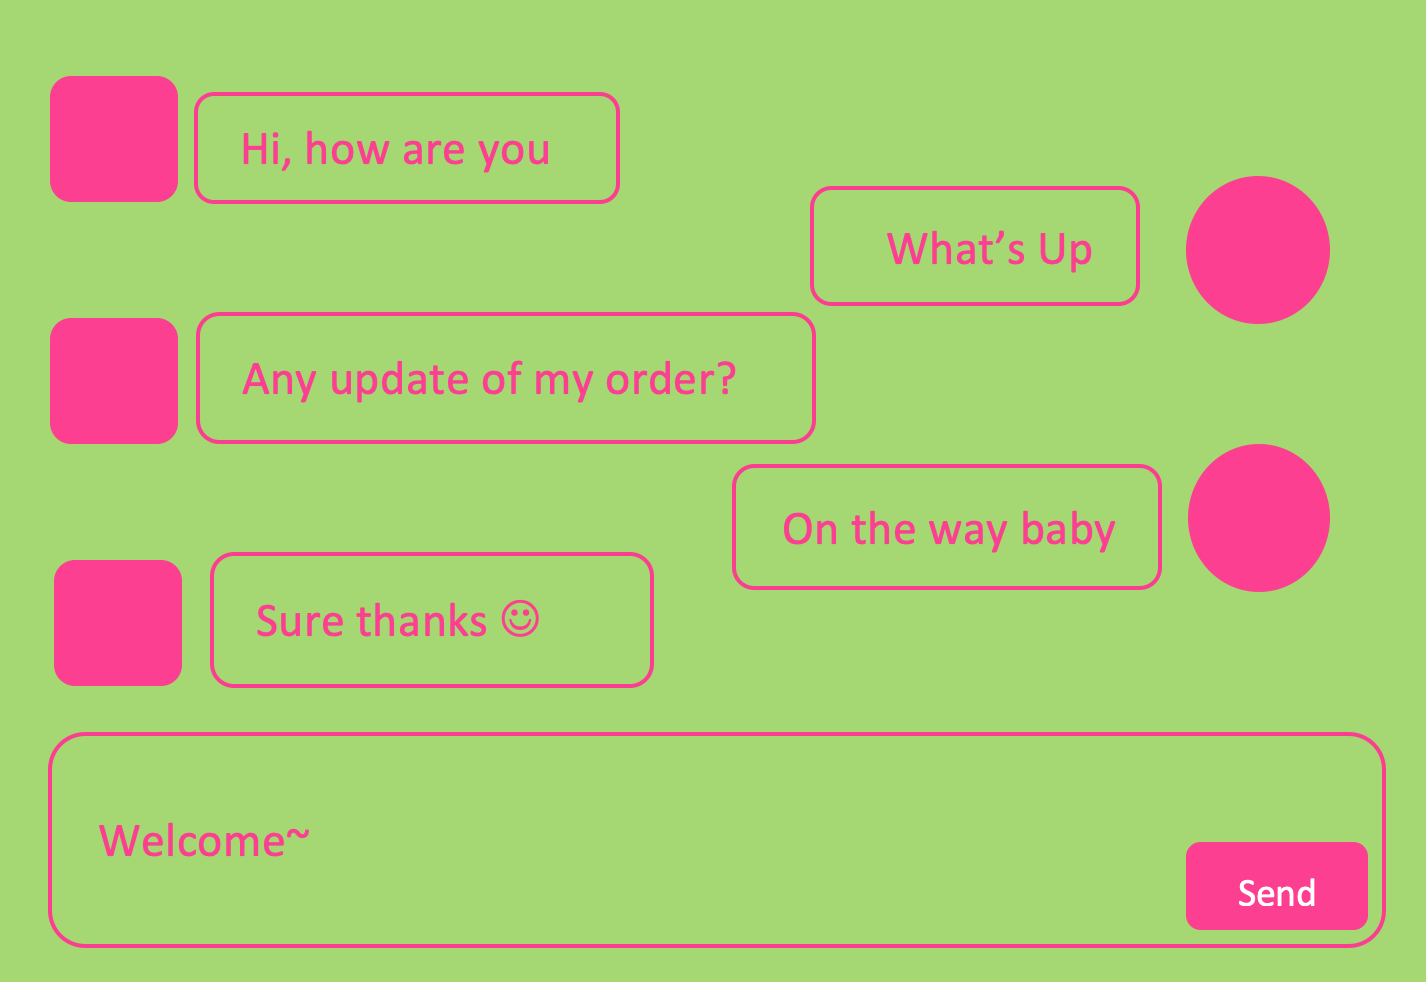 Hi, how are you
What’s Up
Any update of my order?
On the way baby
Sure thanks ☺
Welcome~
Send